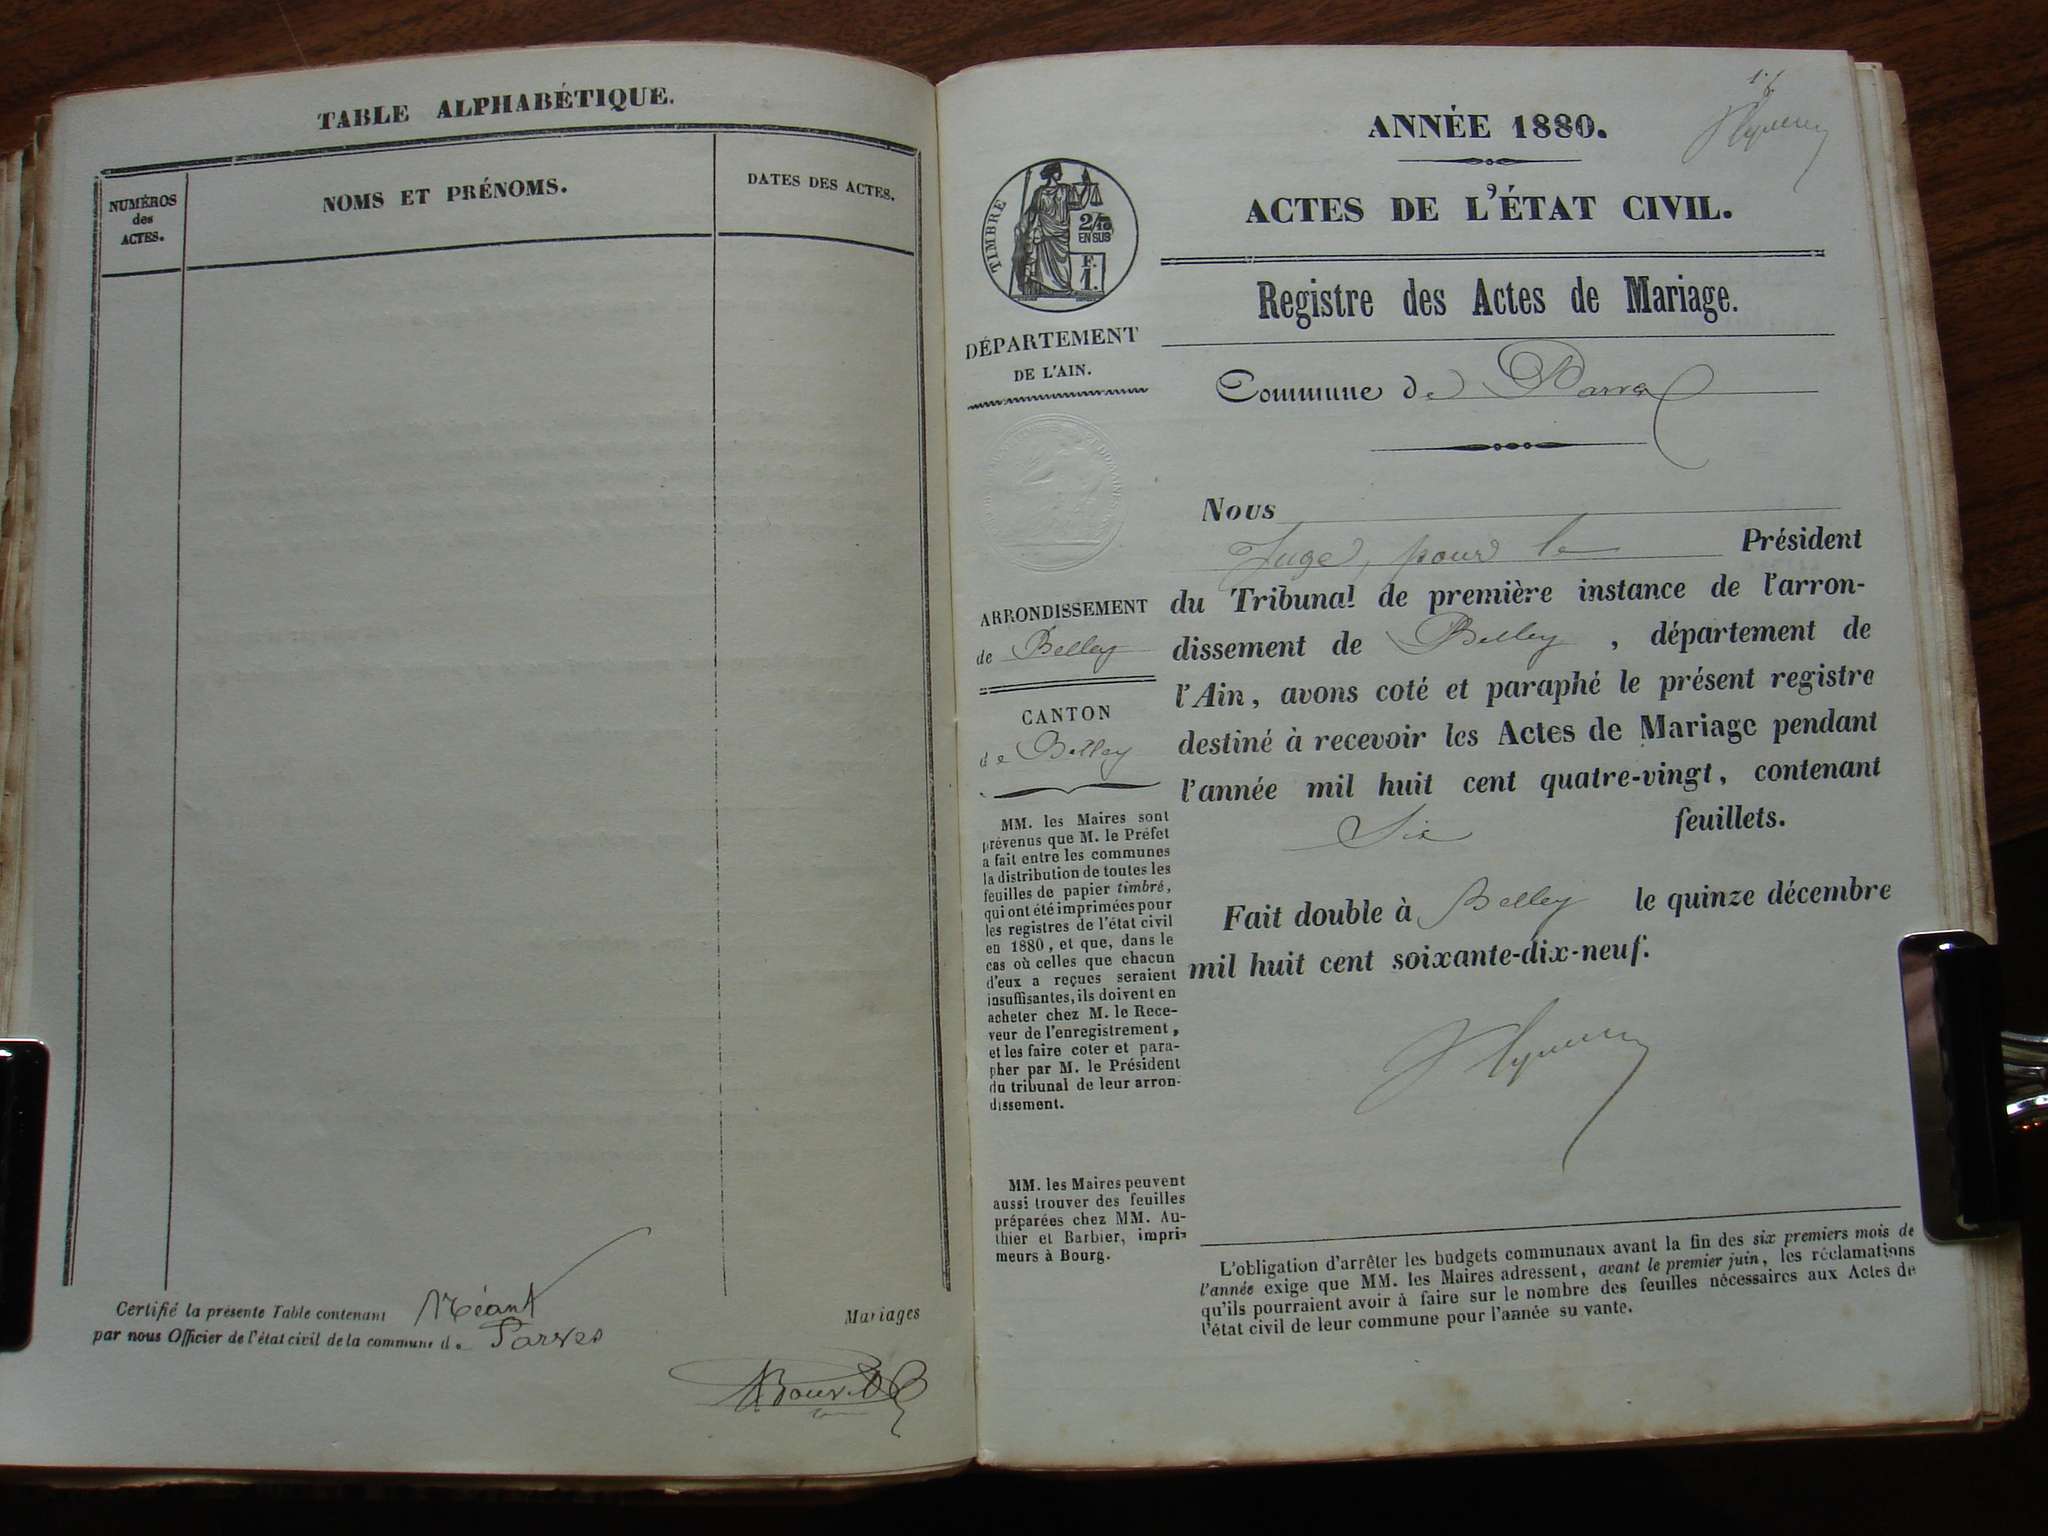 TABLE ALPHABÉTIQUE.
NUMÉROS
des
ACTES.
NOMS ET PRÉNOMS.
DATES DES ACTES.
Certifié la présente Table contenant Néant Mariages
par nous Officier de l'état civil de la commune de Parves
ANNÉE 1880.
ACTES DE L'ÉTAT CIVIL.
TIMBRE
2/10
EN SUS
F.
1.
Registre des Actes de Mariage.
DÉPARTEMENT
DE L'AIN.
Commune de Parves
Nous
Juge, pour le Président
du Tribunal de première instance de l'arron-
dissement de Belley, département de
l'Ain, avons coté et paraphé le présent registre
destiné à recevoir les Actes de Mariage pendant
l'année mil huit cent quatre-vingt, contenant
Six feuillets.
Fait double à Belley le quinze décembre
mil huit cent soixante-dix-neuf.
ARRONDISSEMENT
de Belley
CANTON
de Belley
MM. les Maires sont
prévenus que M. le Préfet
a fait entre les communes
la distribution de toutes les
feuilles de papier timbré,
qui ont été imprimées pour
les registres de l'état civil
en 1880, et que, dans le
cas où celles que chacun
d'eux a reçues seraient
insuffisantes, ils doivent en
acheter chez M. le Rece-
veur de l'enregistrement,
et les faire coter et para-
pher par M. le Président
du tribunal de leur arron-
dissement.
MM. les Maires peuvent
aussi trouver des feuilles
préparées chez MM. Au-
thier et Barbier, impri-
meurs à Bourg.
L'obligation d'arrêter les budgets communaux avant la fin des six premiers mois de
l'année exige que MM. les Maires adressent, avant le premier juin, les réclamations
qu'ils pourraient avoir à faire sur le nombre des feuilles nécessaires aux Actes de
l'état civil de leur commune pour l'année su vante.